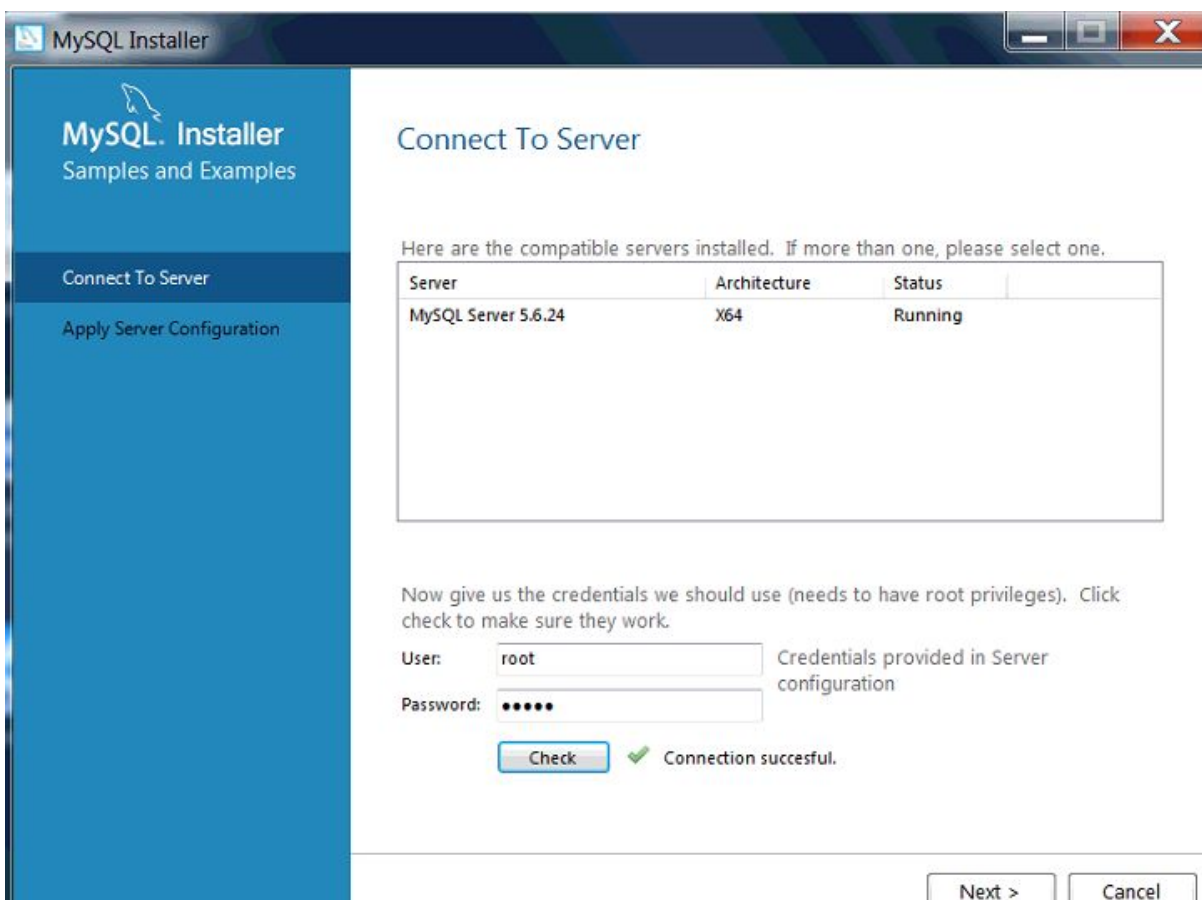 MySQL Installer
MySQL. Installer
Samples and Examples
Connect To Server
Apply Server Configuration
Connect To Server
Here are the compatible servers installed. If more than one, please select one.
Server Architecture Status
MySQL Server 5.6.24 X64 Running
Now give us the credentials we should use (needs to have root privileges). Click
check to make sure they work.
User: root
Credentials provided in Server
configuration
Password: •••••
Check Connection succesful.
Next > Cancel